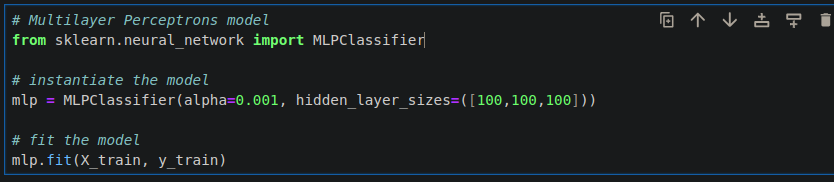 # Multilayer Perceptrons model
from sklearn.neural_network import MLPClassifier
# instantiate the model
mlp = MLPClassifier(alpha=0.001, hidden_layer_sizes=([100,100,100]))
# fit the model
mlp.fit(X_train, y_train)